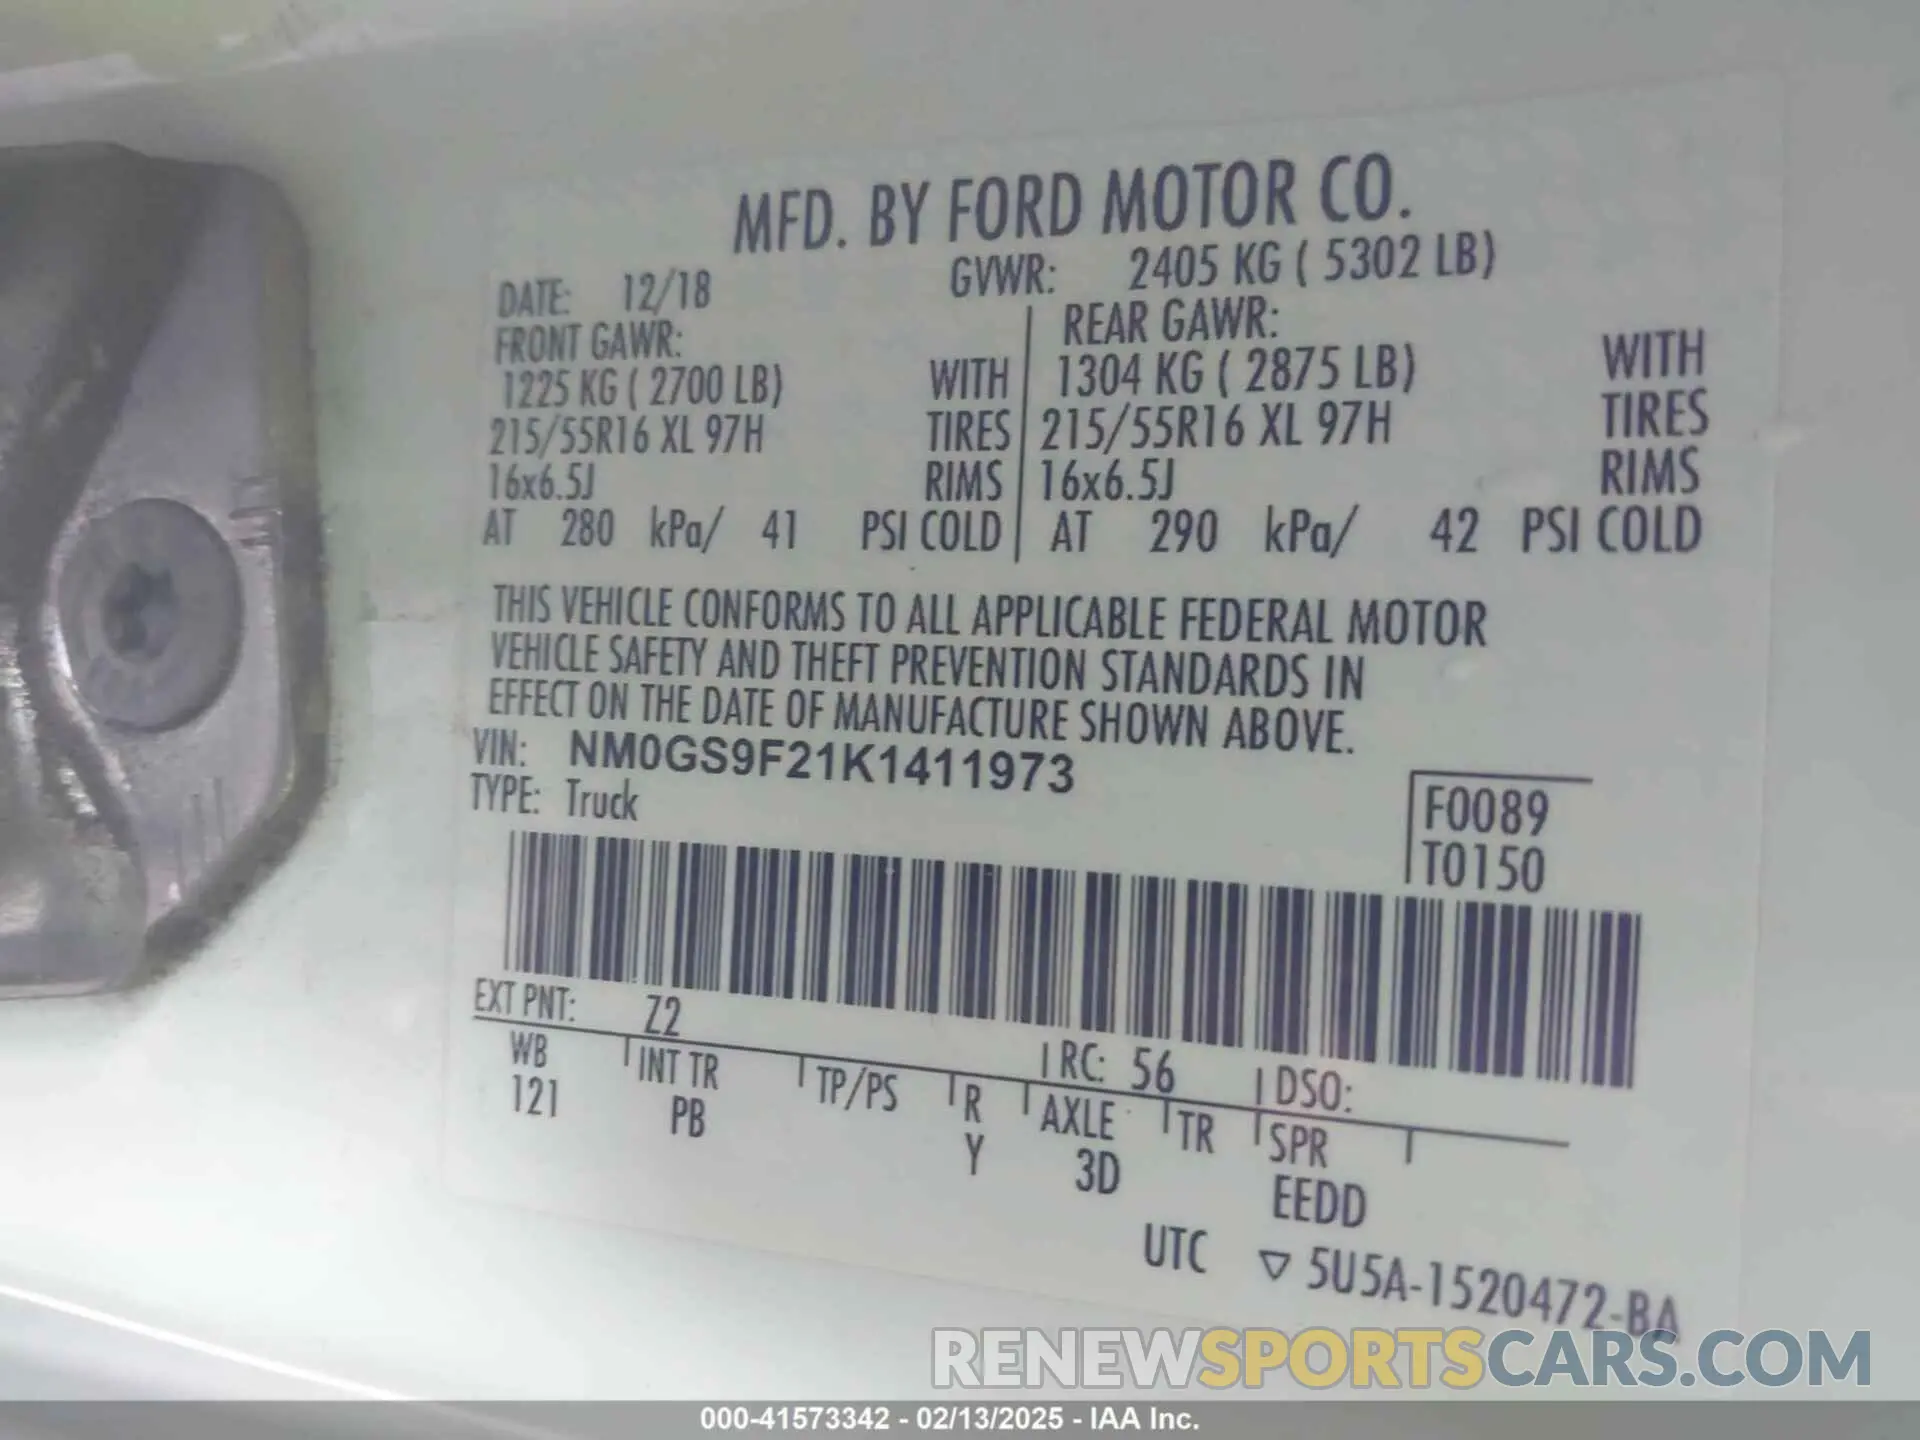 MFD. BY FORD MOTOR CO.
DATE: 12/18 GVWR: 2405 KG ( 5302 LB)
FRONT GAWR: REAR GAWR:
1225 KG ( 2700 LB) WITH 1304 KG ( 2875 LB) WITH
215/55R16 XL 97H TIRES 215/55R16 XL 97H TIRES
16x6.5J RIMS 16x6.5J RIMS
AT 280 kPa/ 41 PSI COLD AT 290 kPa/ 42 PSI COLD
THIS VEHICLE CONFORMS TO ALL APPLICABLE FEDERAL MOTOR
VEHICLE SAFETY AND THEFT PREVENTION STANDARDS IN
EFFECT ON THE DATE OF MANUFACTURE SHOWN ABOVE.
VIN: NM0GS9F21K1411973
TYPE: Truck
F0089
T0150
EXT PNT: Z2 RC: 56 DSO:
WB INT TR TP/PS R AXLE TR SPR
121 PB Y 3D EEDD
UTC ▽ 5U5A-1520472-BA
RENEWSPORTSCARS.COM
000-41573342 - 02/13/2025 - IAA Inc.